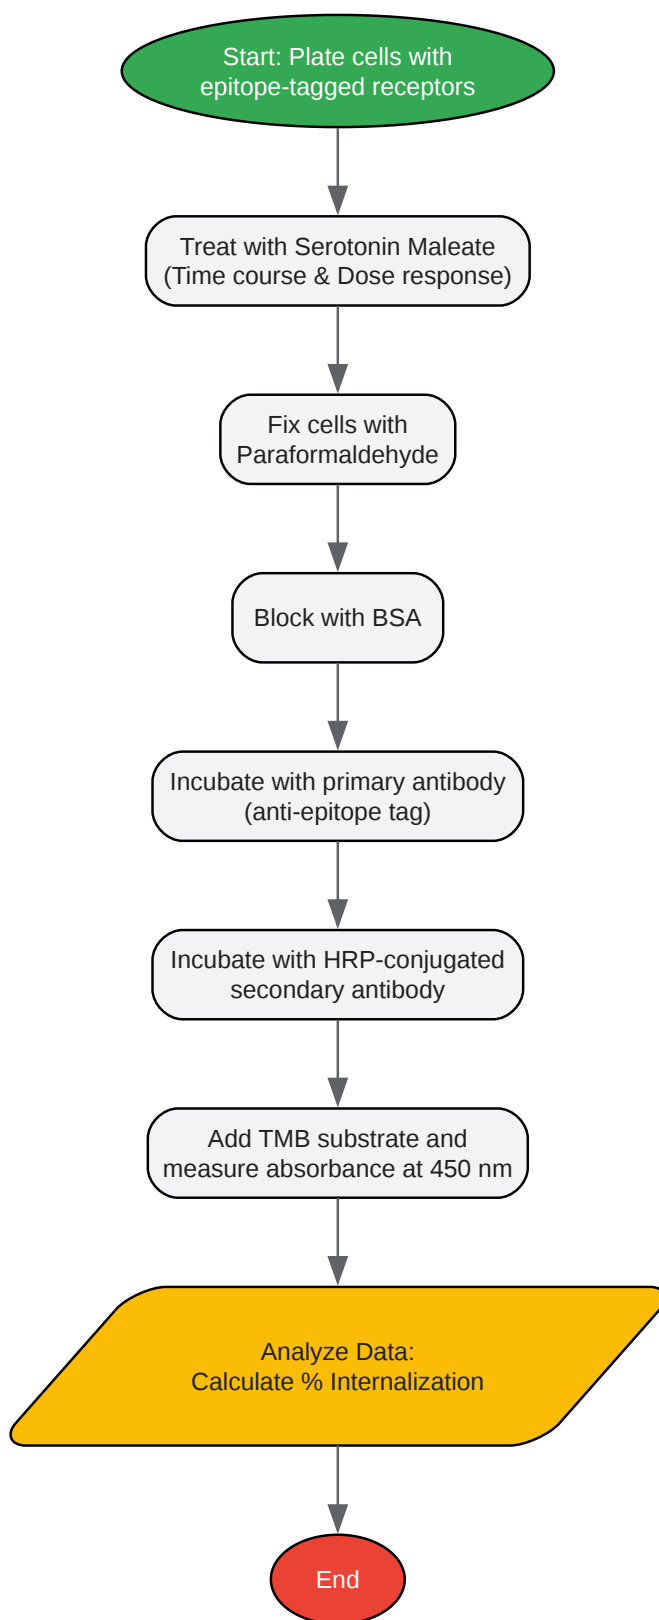 Start: Plate cells with
epitope-tagged receptors
Treat with Serotonin Maleate
(Time course & Dose response)
Fix cells with
Paraformaldehyde
Block with BSA
Incubate with primary antibody
(anti-epitope tag)
Incubate with HRP-conjugated
secondary antibody
Add TMB substrate and
measure absorbance at 450 nm
Analyze Data:
Calculate % Internalization
End